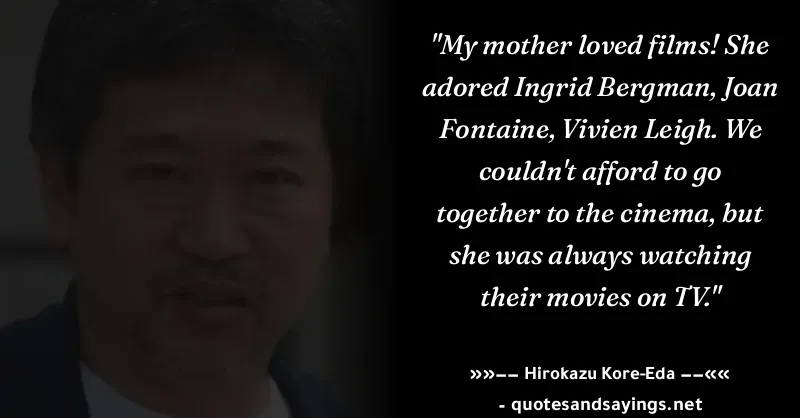 "My mother loved films! She
adored Ingrid Bergman, Joan
Fontaine, Vivien Leigh. We
couldn't afford to go
together to the cinema, but
she was always watching
their movies on TV."
»»−− Hirokazu Kore-Eda −−««
- quotesandsayings.net